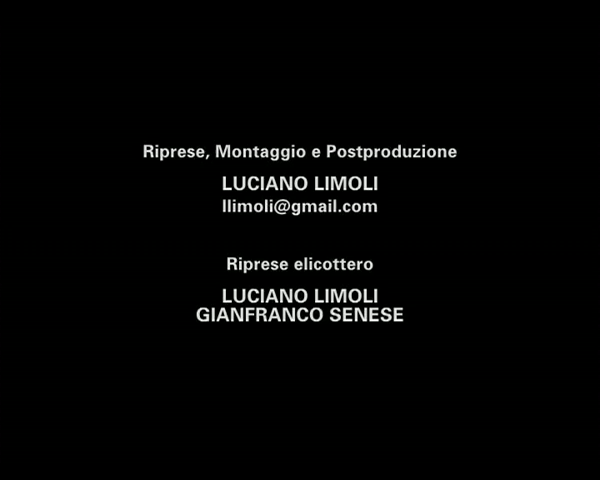 Riprese, Montaggio e Postproduzione
LUCIANO LIMOLI
llimoli@gmail.com
Riprese elicottero
LUCIANO LIMOLI
GIANFRANCO SENESE